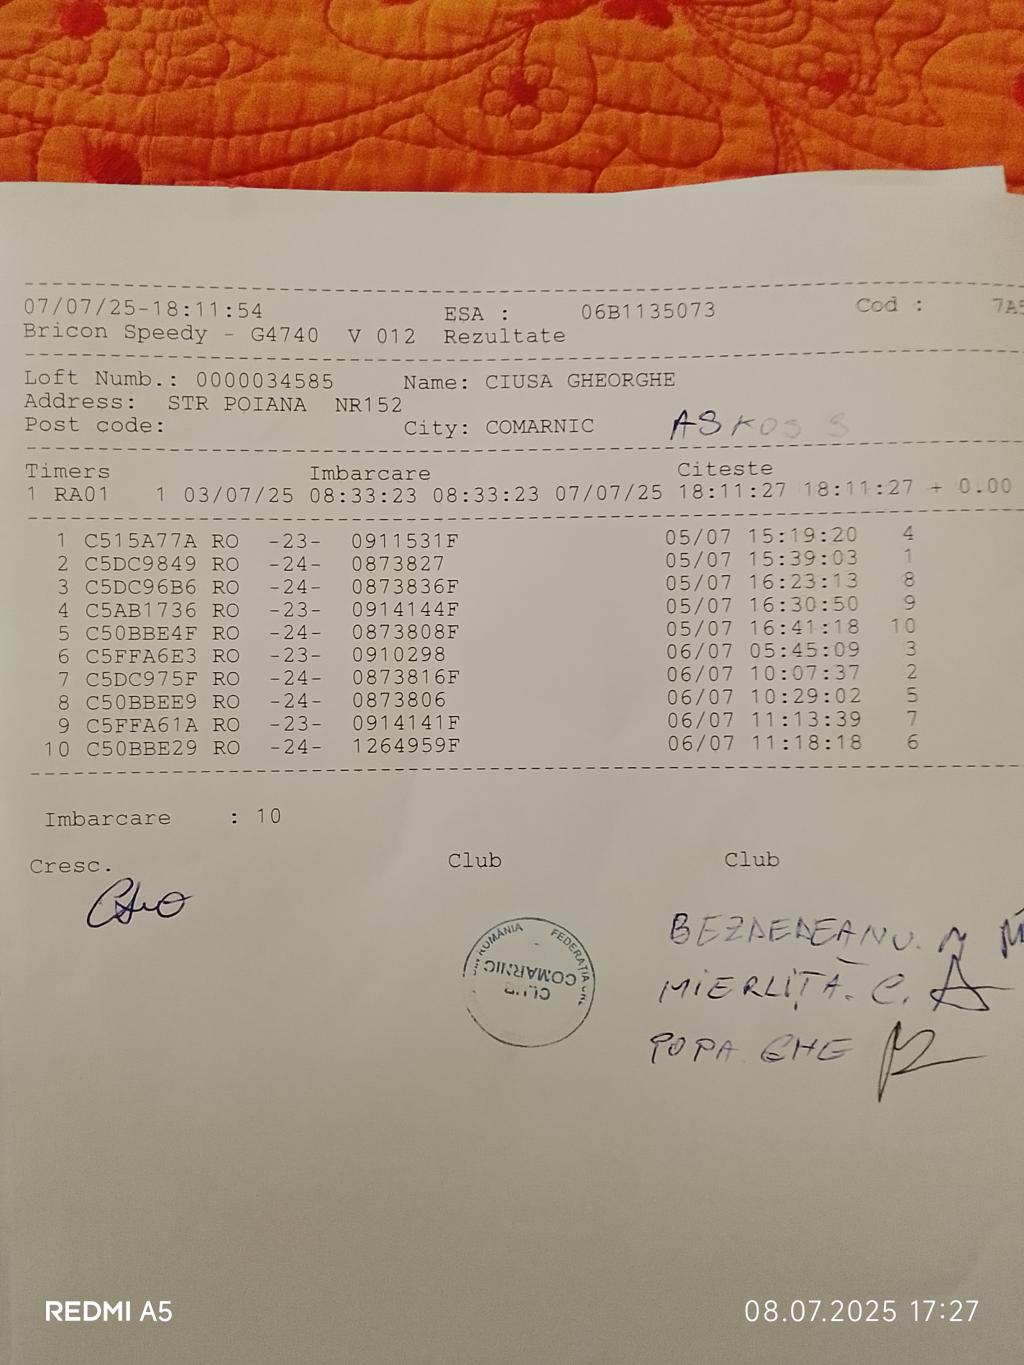 07/07/25-18:11:54 ESA : 06B1135073 Cod : 7A5
Bricon Speedy - G4740 V 012 Rezultate
Loft Numb.: 0000034585 Name: CIUSA GHEORGHE
Address: STR POIANA NR152
Post code: City: COMARNIC ASKOS S
Timers Imbarcare Citeste
1 RA01 1 03/07/25 08:33:23 08:33:23 07/07/25 18:11:27 18:11:27 + 0.00
1 C515A77A RO -23- 0911531F 05/07 15:19:20 4
2 C5DC9849 RO -24- 0873827 05/07 15:39:03 1
3 C5DC96B6 RO -24- 0873836F 05/07 16:23:13 8
4 C5AB1736 RO -23- 0914144F 05/07 16:30:50 9
5 C50BBE4F RO -24- 0873808F 05/07 16:41:18 10
6 C5FFA6E3 RO -23- 0910298 06/07 05:45:09 3
7 C5DC975F RO -24- 0873816F 06/07 10:07:37 2
8 C50BBEE9 RO -24- 0873806 06/07 10:29:02 5
9 C5FFA61A RO -23- 0914141F 06/07 11:13:39 7
10 C50BBE29 RO -24- 1264959F 06/07 11:18:18 6
Imbarcare : 10
Cresc. Club Club
ROMÂNIA FEDERAȚIA
CLUB
COMARNIC
BEZDEDEANU.
MIERLIȚĂ. C.
POPA GHE
REDMI A5 08.07.2025 17:27